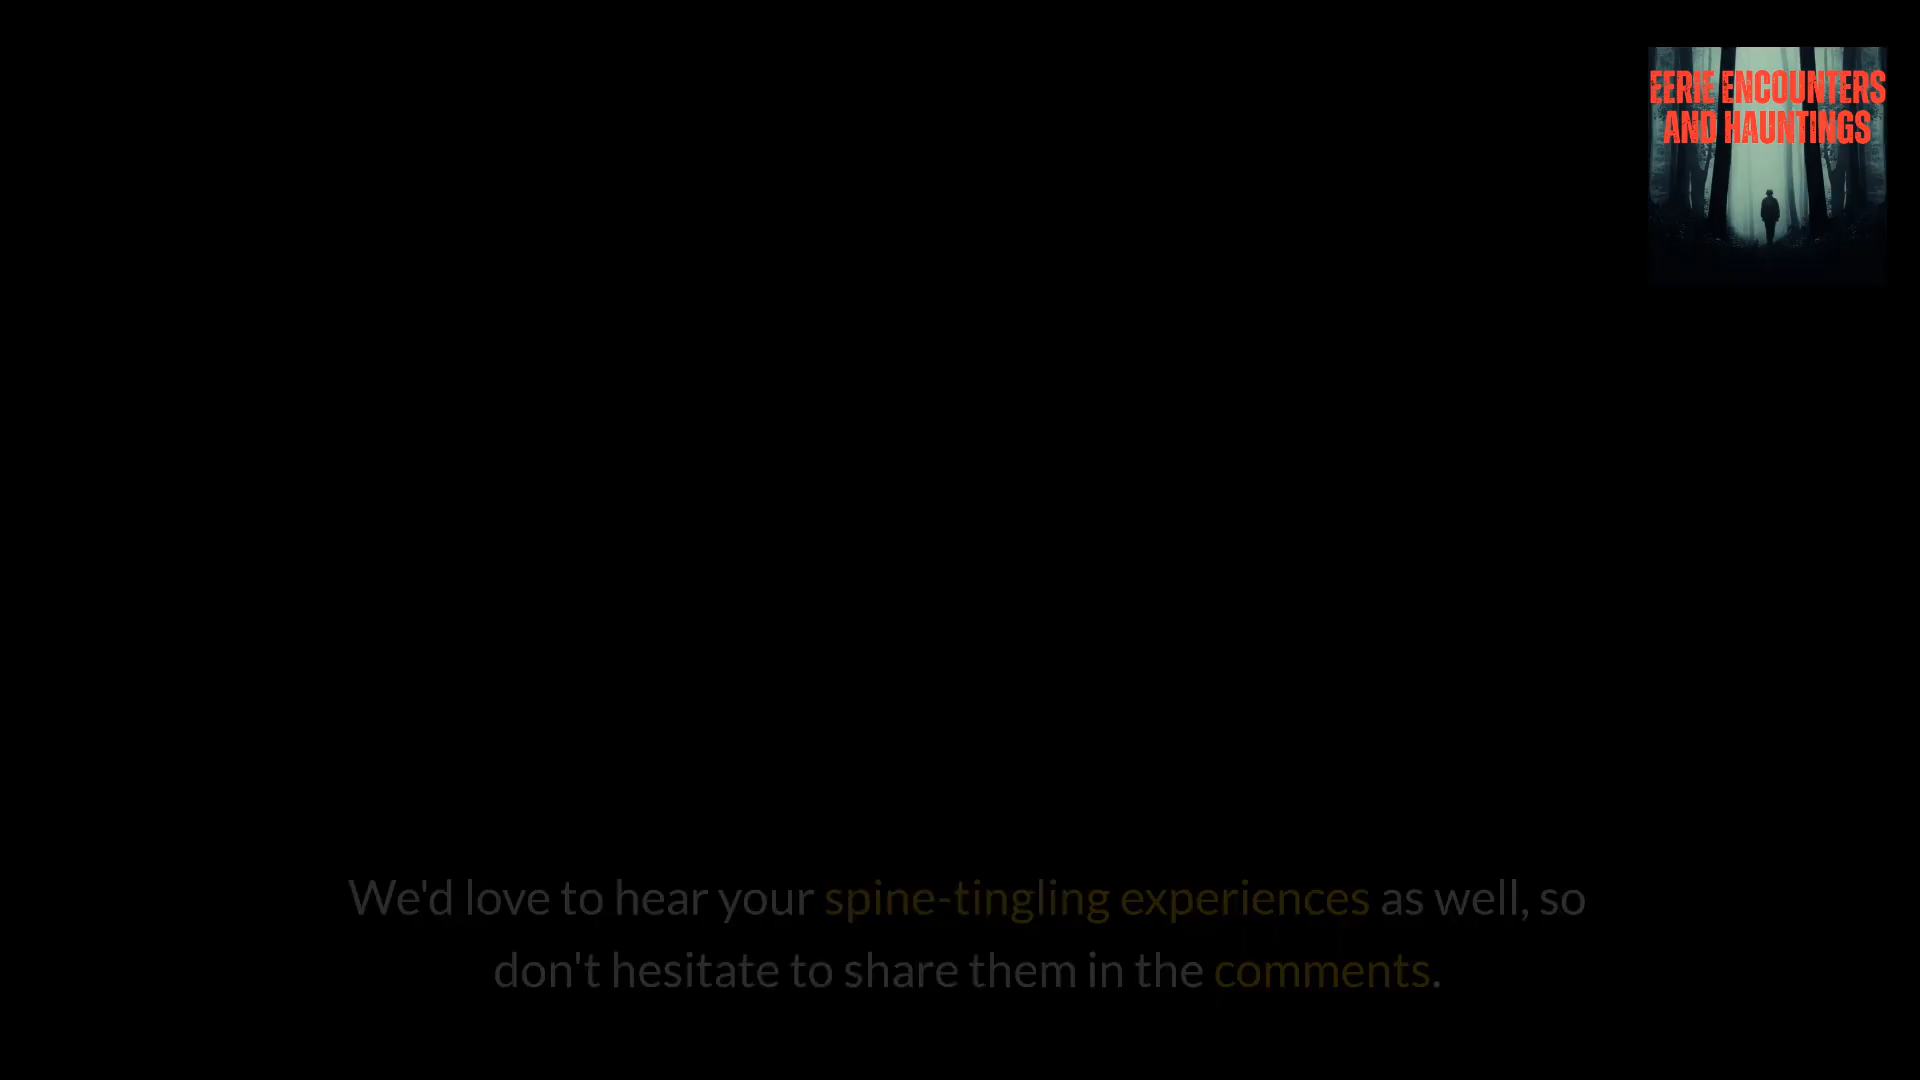 EERIE ENCOUNTERS
AND HAUNTINGS
We'd love to hear your spine-tingling experiences as well, so
don't hesitate to share them in the comments.